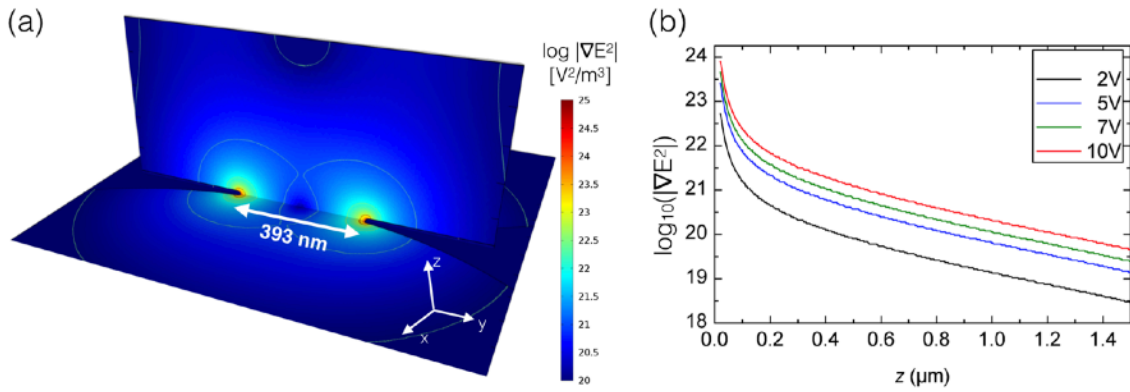 (a)
log |∇E²|
[V²/m³]
25
24.5
24
23.5
23
22.5
22
21.5
21
20.5
20
393 nm
z
y
x
(b)
24
23
22
21
20
19
18
log₁₀(|∇E²|)
2V
5V
7V
10V
0.0 0.2 0.4 0.6 0.8 1.0 1.2 1.4
z (μm)